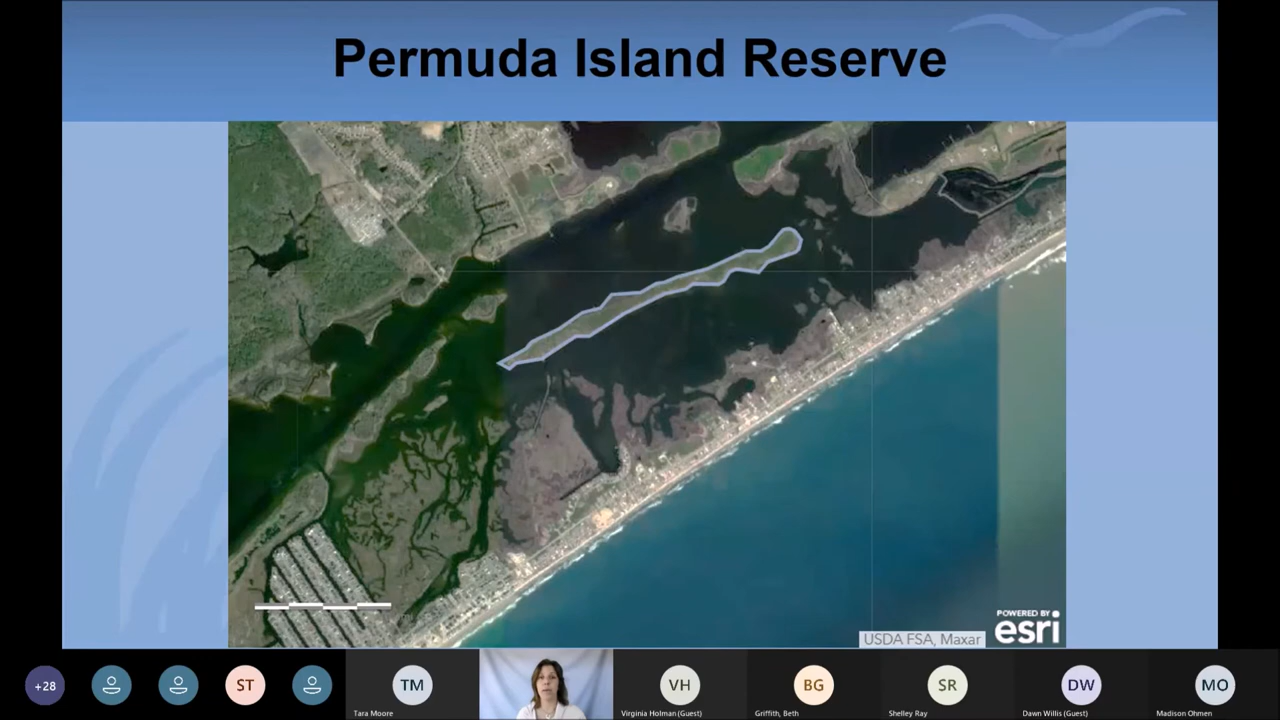 Permuda Island Reserve
POWERED BY
esri
USDA FSA, Maxar
+28
ST
TM
VH
BG
SR
DW
MO
Tara Moore
Virginia Holman (Guest)
Griffith, Beth
Shelley Ray
Dawn Willis (Guest)
Madison Ohmen